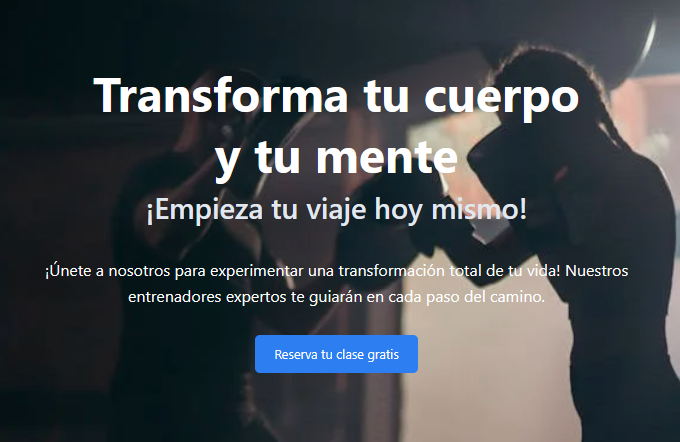 Transforma tu cuerpo
y tu mente
¡Empieza tu viaje hoy mismo!
¡Únete a nosotros para experimentar una transformación total de tu vida! Nuestros
entrenadores expertos te guiarán en cada paso del camino.
Reserva tu clase gratis